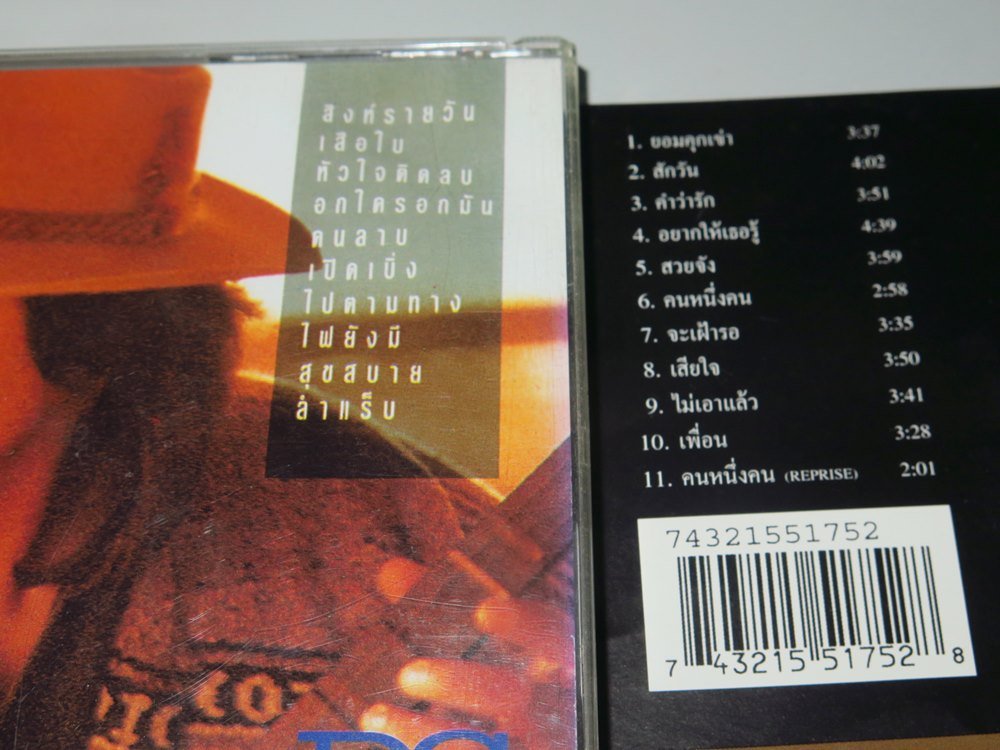 สิงห์รายวัน
เสือใบ
หัวใจติดลบ
อกใครอกมัน
ฅนลาบ
เปิดเบิ่ง
ไปตามทาง
ไฟยังมี
สุขสบาย
ลำแร็บ
1. ยอมคุกเข่า 3:37
2. สักวัน 4:02
3. คำว่ารัก 3:51
4. อยากให้เธอรู้ 4:39
5. สวยจัง 3:59
6. คนหนึ่งคน 2:58
7. จะเฝ้ารอ 3:35
8. เสียใจ 3:50
9. ไม่เอาแล้ว 3:41
10. เพื่อน 3:28
11. คนหนึ่งคน (REPRISE) 2:01
74321551752
7 43215 51752 8